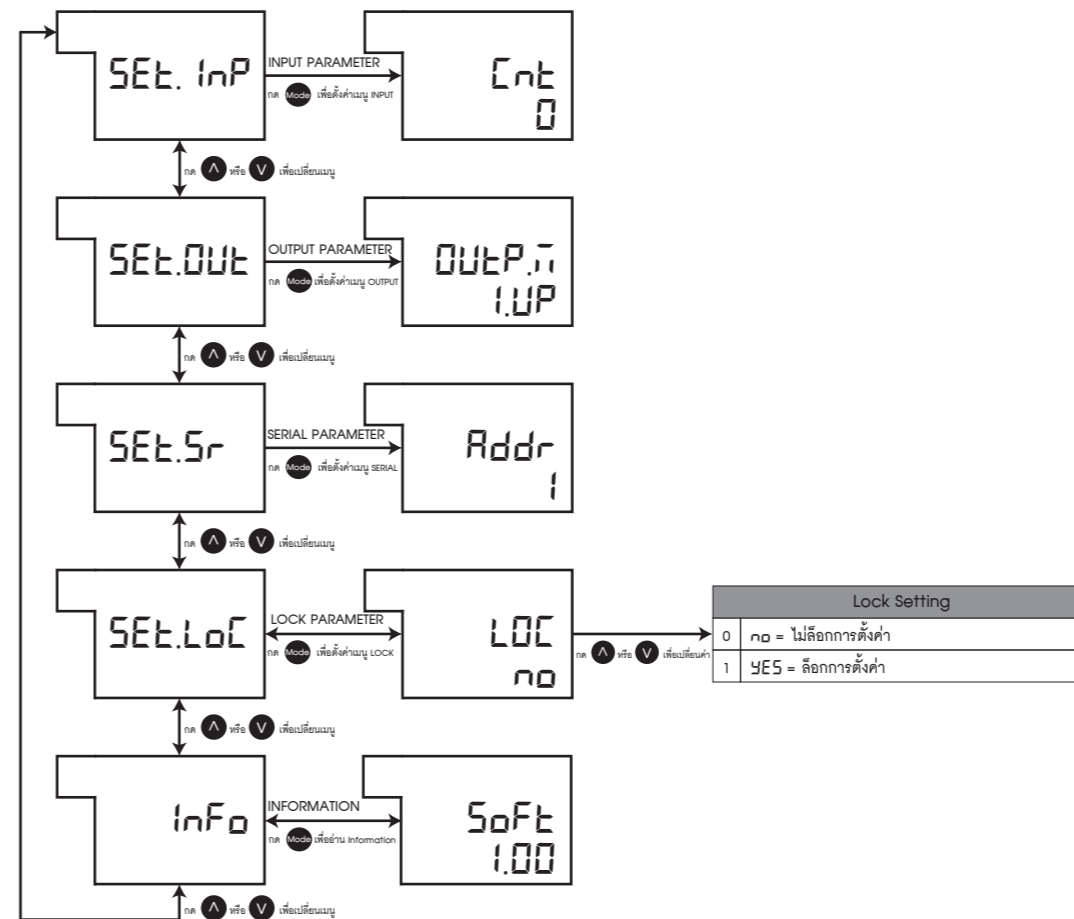 SEt. InP
INPUT PARAMETER
กด Mode เพื่อตั้งค่าเมนู INPUT
Cnt
0
กด ∧ หรือ ∨ เพื่อเปลี่ยนเมนู
SEt.OUt
OUTPUT PARAMETER
กด Mode เพื่อตั้งค่าเมนู OUTPUT
OUtP.m
1.UP
กด ∧ หรือ ∨ เพื่อเปลี่ยนเมนู
SEt.Sr
SERIAL PARAMETER
กด Mode เพื่อตั้งค่าเมนู SERIAL
Addr
1
กด ∧ หรือ ∨ เพื่อเปลี่ยนเมนู
SEt.LoC
LOCK PARAMETER
กด Mode เพื่อตั้งค่าเมนู LOCK
LOC
no
กด ∧ หรือ ∨ เพื่อเปลี่ยนค่า
Lock Setting
0 no = ไม่ล็อกการตั้งค่า
1 YES = ล็อกการตั้งค่า
กด ∧ หรือ ∨ เพื่อเปลี่ยนเมนู
InFo
INFORMATION
กด Mode เพื่ออ่าน Information
SoFt
1.00
กด ∧ หรือ ∨ เพื่อเปลี่ยนเมนู